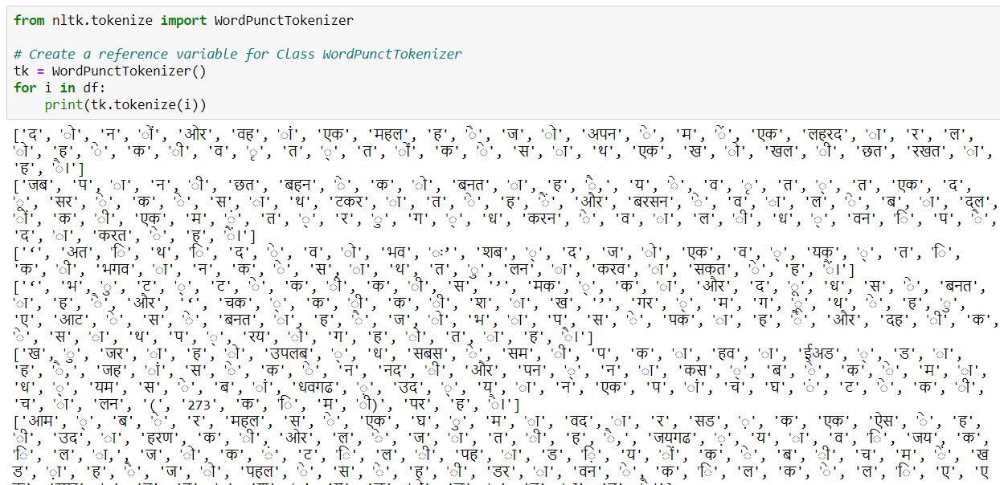 from nltk.tokenize import WordPunctTokenizer
# Create a reference variable for Class WordPunctTokenizer
tk = WordPunctTokenizer()
for i in df:
    print(tk.tokenize(i))
['द', 'ो', 'न', 'ों', 'ओर', 'वह', 'ां', 'एक', 'महल', 'ह', 'ै', 'ज', 'ो', 'अपन', 'े', 'म', 'ें', 'एक', 'लहरद', 'ा', 'र', 'ल',
'ो', 'ह', 'े', 'क', 'ी', 'व', 'ृ', 'त', '्', 'त', 'ों', 'क', 'े', 'स', 'ा', 'थ', 'एक', 'ख', 'ो', 'खल', 'ी', 'छत', 'रखत', 'ा',
'ह', 'ै।']
['जब', 'प', 'ा', 'न', 'ी', 'छत', 'बहन', 'े', 'क', 'ो', 'बनत', 'ा', 'ह', 'ै,', 'य', 'े', 'व', 'ृ', 'त', '्', 'त', 'एक', 'द',
'ू', 'सर', 'े', 'क', 'े', 'स', 'ा', 'थ', 'टकर', 'ा', 'त', 'े', 'ह', 'ैं', 'और', 'बरसन', 'े', 'व', 'ा', 'ल', 'े', 'ब', 'ा', 'दल',
'ों', 'क', 'ी', 'एक', 'म', 'ं', 'त', '्', 'र', 'ु', 'ग', '्', 'ध', 'करन', 'े', 'व', 'ा', 'ल', 'ी', 'ध', '्', 'वन', 'ि', 'प', 'ै',
'द', 'ा', 'करत', 'े', 'ह', 'ैं।']
['‘', 'अत', 'ि', 'थ', 'ि', 'द', 'े', 'व', 'ो', 'भव', 'ः’', 'शब', '्', 'द', 'ज', 'ो', 'एक', 'व', '्', 'यक', '्', 'त', 'ि',
'क', 'ी', 'भगव', 'ा', 'न', 'क', 'े', 'स', 'ा', 'थ', 'त', 'ु', 'लन', 'ा', 'करव', 'ा', 'सकत', 'े', 'ह', 'ैं।']
['‘', 'भ', 'ु', 'ट', '्', 'ट', 'े', 'क', 'ी', 'क', 'ी', 'स', '’', 'मक', '्', 'क', 'ा', 'और', 'द', 'ू', 'ध', 'स', 'े', 'बनत',
'ा', 'ह', 'ै', 'और', '‘', 'चक', '्', 'क', 'ी', 'क', 'ी', 'श', 'ा', 'ख', '’', 'गर', '्', 'म', 'ग', 'ू', 'थ', 'े', 'ह', 'ु',
'ए', 'आट', 'े', 'स', 'े', 'बनत', 'ा', 'ह', 'ै', 'ज', 'ो', 'भ', 'ा', 'प', 'स', 'े', 'पक', 'ा', 'ह', 'ै', 'और', 'दह', 'ी', 'क',
'े', 'स', 'ा', 'थ', 'प', '्', 'रय', 'ो', 'ग', 'ह', 'ो', 'त', 'ा', 'ह', 'ै।']
['ख', 'ु', 'जर', 'ा', 'ह', 'ो', 'उपलब', '्', 'ध', 'सबस', 'े', 'सम', 'ी', 'प', 'क', 'ा', 'हव', 'ा', 'ईअड', '्', 'ड', 'ा',
'ह', 'ै,', 'जह', 'ां', 'स', 'े', 'क', 'े', 'न', 'नद', 'ी', 'और', 'पन', '्', 'न', 'ा', 'कस', '्', 'ब', 'े', 'क', 'े', 'म', 'ा',
'ध', '्', 'यम', 'स', 'े', 'ब', 'ां', 'धवगढ', '़', 'उद', '्', 'य', 'ा', 'न', 'एक', 'प', 'ां', 'च', 'घ', 'ं', 'ट', 'े', 'क', 'ी',
'च', 'ा', 'लन', '(', '273', 'क', 'ि', 'म', 'ी)', 'पर', 'ह', 'ै।']
['आम', '्', 'ब', 'े', 'र', 'महल', 'स', 'े', 'एक', 'घ', 'ु', 'म', 'ा', 'वद', 'ा', 'र', 'सड', '़', 'क', 'एक', 'ऐस', 'े', 'ह',
'ी', 'उद', 'ा', 'हरण', 'क', 'ी', 'ओर', 'ल', 'े', 'ज', 'ा', 'त', 'ी', 'ह', 'ै,', 'जयगढ', '़', 'य', 'ा', 'व', 'ि', 'जय', 'क',
'ि', 'ल', 'ा,', 'ज', 'ो', 'क', 'े', 'ट', 'ि', 'ल', 'ी', 'पह', 'ा', 'ड', '़ि', 'य', 'ों', 'क', 'े', 'ब', 'ी', 'च', 'म', 'ें', 'ख
ड', '़ा', 'ह', 'ै', 'ज', 'ो', 'पहल', 'े', 'स', 'े', 'ह', 'ी', 'डर', 'ा', 'वन', 'े', 'क', 'ि', 'ल', 'क', 'े', 'ल', 'ि', 'ए', 'ए